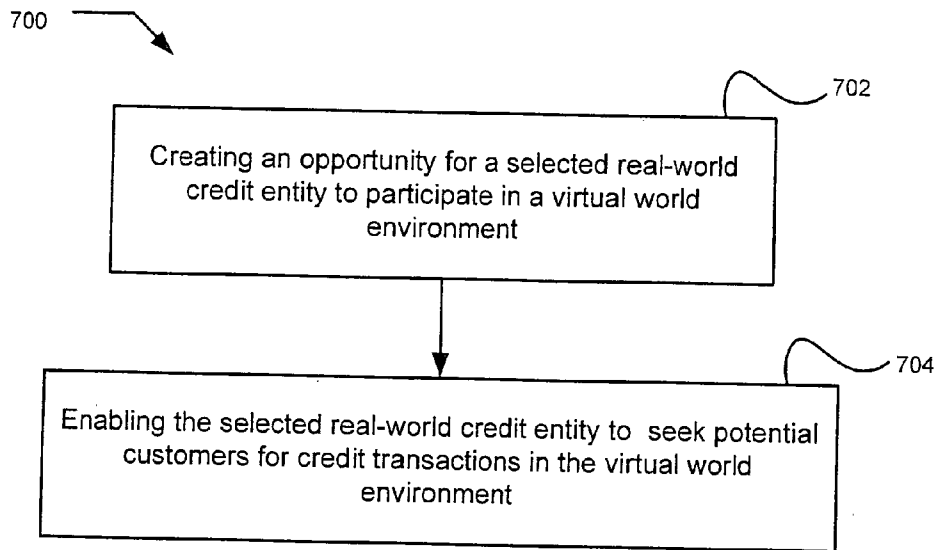 700
702
Creating an opportunity for a selected real-world
credit entity to participate in a virtual world
environment
704
Enabling the selected real-world credit entity to seek potential
customers for credit transactions in the virtual world
environment